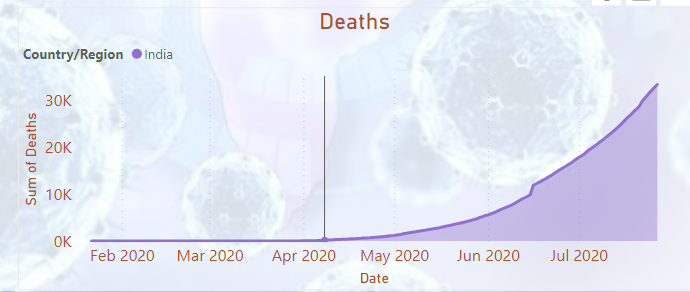 Deaths
Country/Region India
30K
20K
10K
0K
Sum of Deaths
Feb 2020 Mar 2020 Apr 2020 May 2020 Jun 2020 Jul 2020
Date